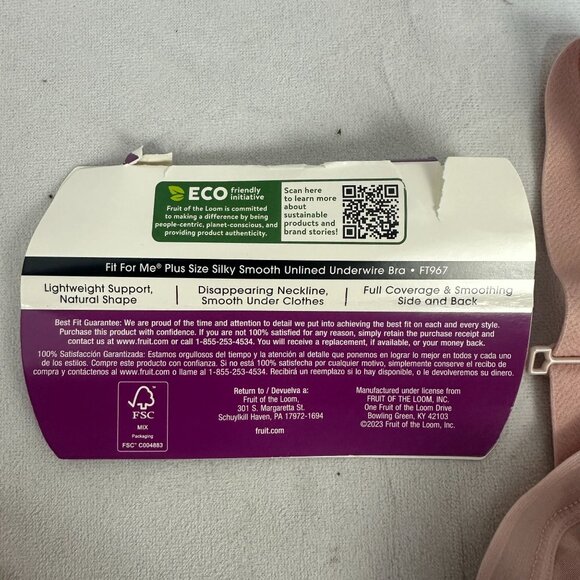 ECO friendly initiative
Fruit of the Loom is committed
to making a difference by being
people-centric, planet-conscious, and
providing product authenticity.
Scan here
to learn more
about
sustainable
products and
brand stories!
Fit For Me® Plus Size Silky Smooth Unlined Underwire Bra • FT967
Lightweight Support,
Natural Shape
Disappearing Neckline,
Smooth Under Clothes
Full Coverage & Smoothing
Side and Back
Best Fit Guarantee: We are proud of the time and attention to detail we put into achieving the best fit on each and every style.
Purchase this product with confidence. If you are not 100% satisfied for any reason, simply retain the purchase receipt and
contact us at www.fruit.com or call 1-855-253-4534. You will receive a replacement, if available, or your money back.
100% Satisfacción Garantizada: Estamos orgullosos del tiempo y la atención al detalle que ponemos en lograr lo mejor en todos y cada uno
de los estilos. Compre este producto con confianza. Si no está 100% satisfecha por cualquier motivo, simplemente conserve el recibo de
compra y contáctenos al www.fruit.com o llame al 1-855-253-4534. Recibirá un reemplazo si lo hay disponible, o le devolveremos su dinero.
FSC
MIX
Packaging
FSC® C004883
Return to / Devuelva a:
Fruit of the Loom,
301 S. Margaretta St.
Schuylkill Haven, PA 17972-1694
fruit.com
Manufactured under license from
FRUIT OF THE LOOM, INC.
One Fruit of the Loom Drive
Bowling Green, KY 42103
©2023 Fruit of the Loom, Inc.